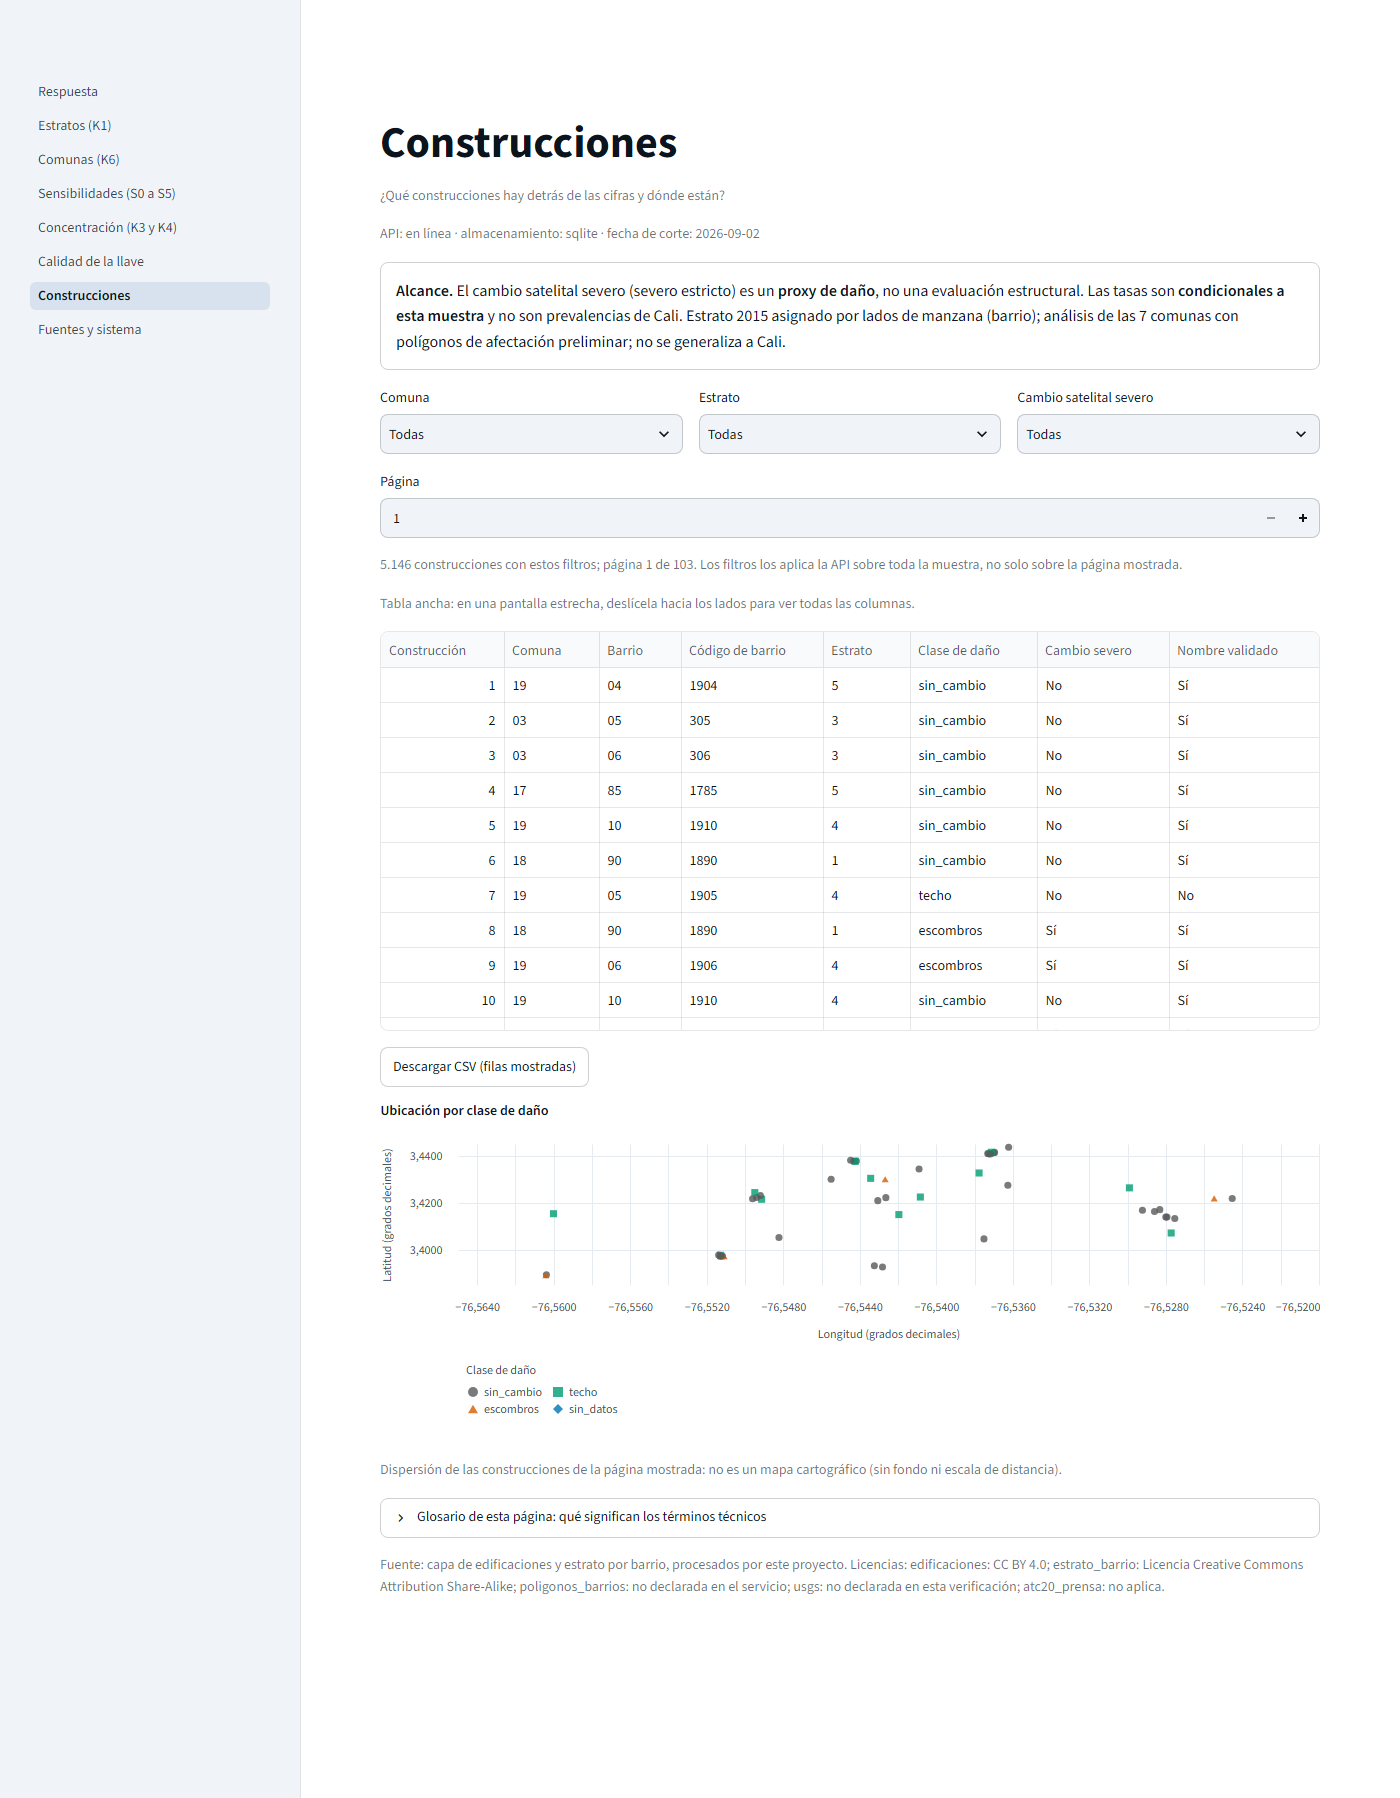 Respuesta
Estratos (K1)
Comunas (K6)
Sensibilidades (S0 a S5)
Concentración (K3 y K4)
Calidad de la llave
Construcciones
Fuentes y sistema
Construcciones
¿Qué construcciones hay detrás de las cifras y dónde están?
API: en línea · almacenamiento: sqlite · fecha de corte: 2026-09-02
Alcance. El cambio satelital severo (severo estricto) es un proxy de daño, no una evaluación estructural. Las tasas son condicionales a
esta muestra y no son prevalencias de Cali. Estrato 2015 asignado por lados de manzana (barrio); análisis de las 7 comunas con
polígonos de afectación preliminar; no se generaliza a Cali.
Comuna Estrato Cambio satelital severo
Todas Todas Todas
Página
1
5.146 construcciones con estos filtros; página 1 de 103. Los filtros los aplica la API sobre toda la muestra, no solo sobre la página mostrada.
Tabla ancha: en una pantalla estrecha, deslícela hacia los lados para ver todas las columnas.
Construcción Comuna Barrio Código de barrio Estrato Clase de daño Cambio severo Nombre validado
1 19 04 1904 5 sin_cambio No Sí
2 03 05 305 3 sin_cambio No Sí
3 03 06 306 3 sin_cambio No Sí
4 17 85 1785 5 sin_cambio No Sí
5 19 10 1910 4 sin_cambio No Sí
6 18 90 1890 1 sin_cambio No Sí
7 19 05 1905 4 techo No No
8 18 90 1890 1 escombros Sí Sí
9 19 06 1906 4 escombros Sí Sí
10 19 10 1910 4 sin_cambio No Sí
Descargar CSV (filas mostradas)
Ubicación por clase de daño
Latitud (grados decimales)
3,4400
3,4200
3,4000
−76,5640 −76,5600 −76,5560 −76,5520 −76,5480 −76,5440 −76,5400 −76,5360 −76,5320 −76,5280 −76,5240 −76,5200
Longitud (grados decimales)
Clase de daño
sin_cambio techo
escombros sin_datos
Dispersión de las construcciones de la página mostrada: no es un mapa cartográfico (sin fondo ni escala de distancia).
Glosario de esta página: qué significan los términos técnicos
Fuente: capa de edificaciones y estrato por barrio, procesados por este proyecto. Licencias: edificaciones: CC BY 4.0; estrato_barrio: Licencia Creative Commons
Attribution Share-Alike; poligonos_barrios: no declarada en el servicio; usgs: no declarada en esta verificación; atc20_prensa: no aplica.